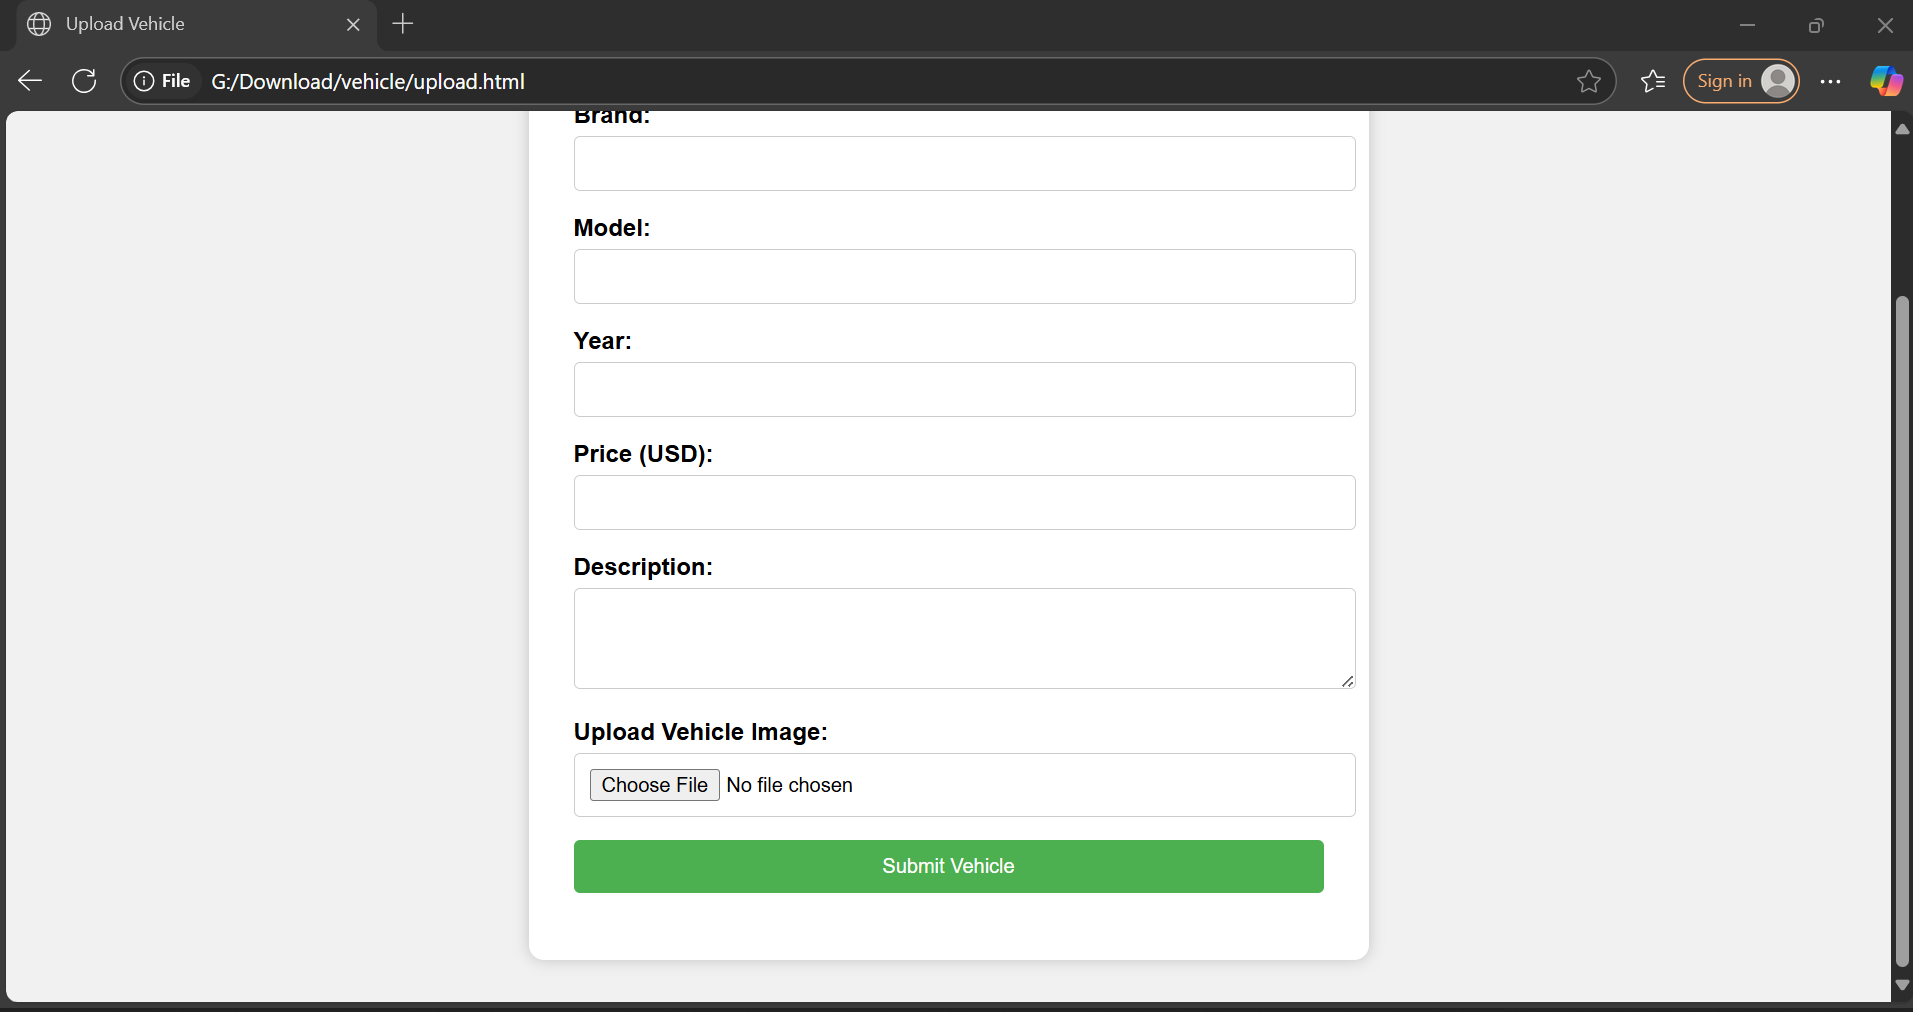 Upload Vehicle
File G:/Download/vehicle/upload.html
Sign in
Brand:
Model:
Year:
Price (USD):
Description:
Upload Vehicle Image:
Choose File No file chosen
Submit Vehicle